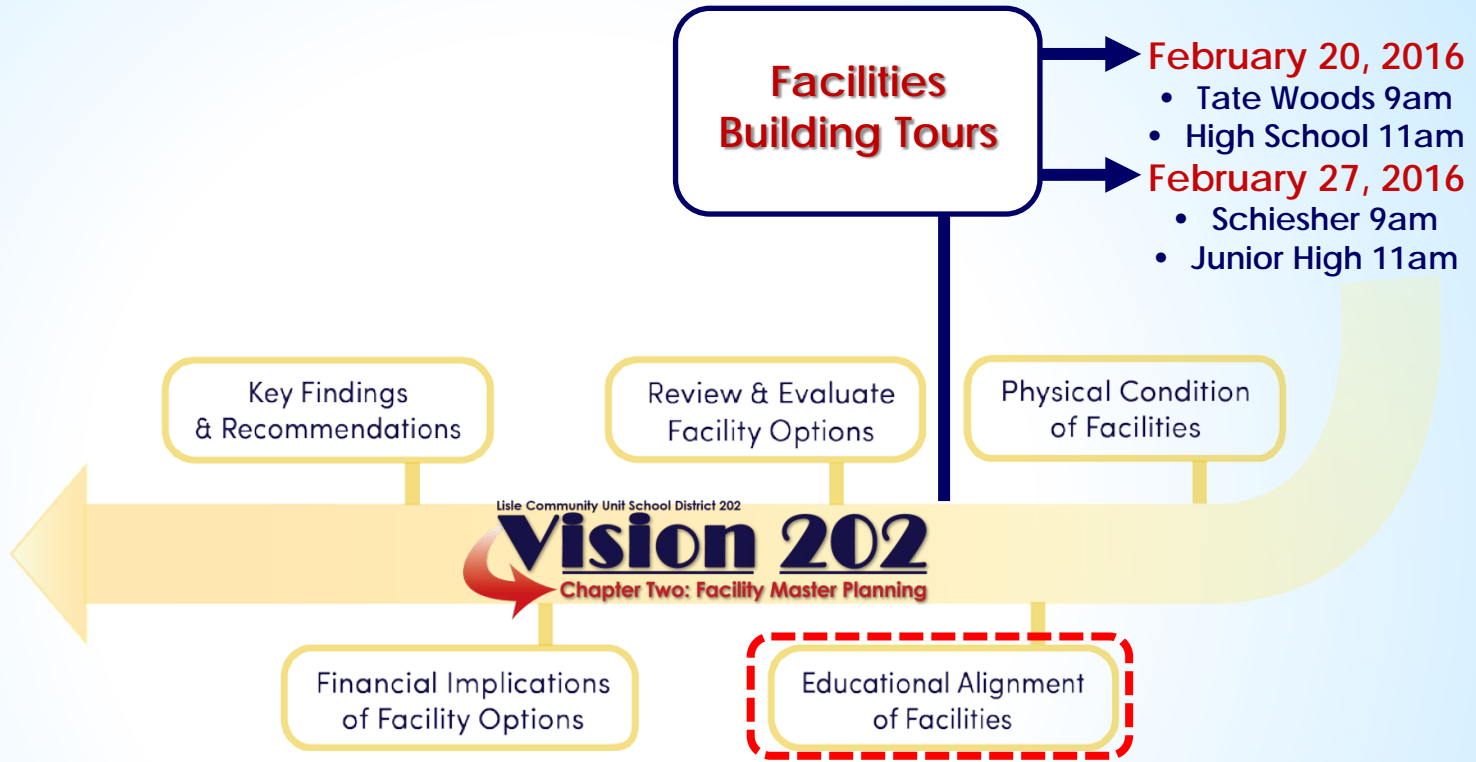 Facilities
Building Tours
February 20, 2016
• Tate Woods 9am
• High School 11am
February 27, 2016
• Schiesher 9am
• Junior High 11am
Key Findings
& Recommendations
Review & Evaluate
Facility Options
Physical Condition
of Facilities
Lisle Community Unit School District 202
Vision 202
Chapter Two: Facility Master Planning
Financial Implications
of Facility Options
Educational Alignment
of Facilities